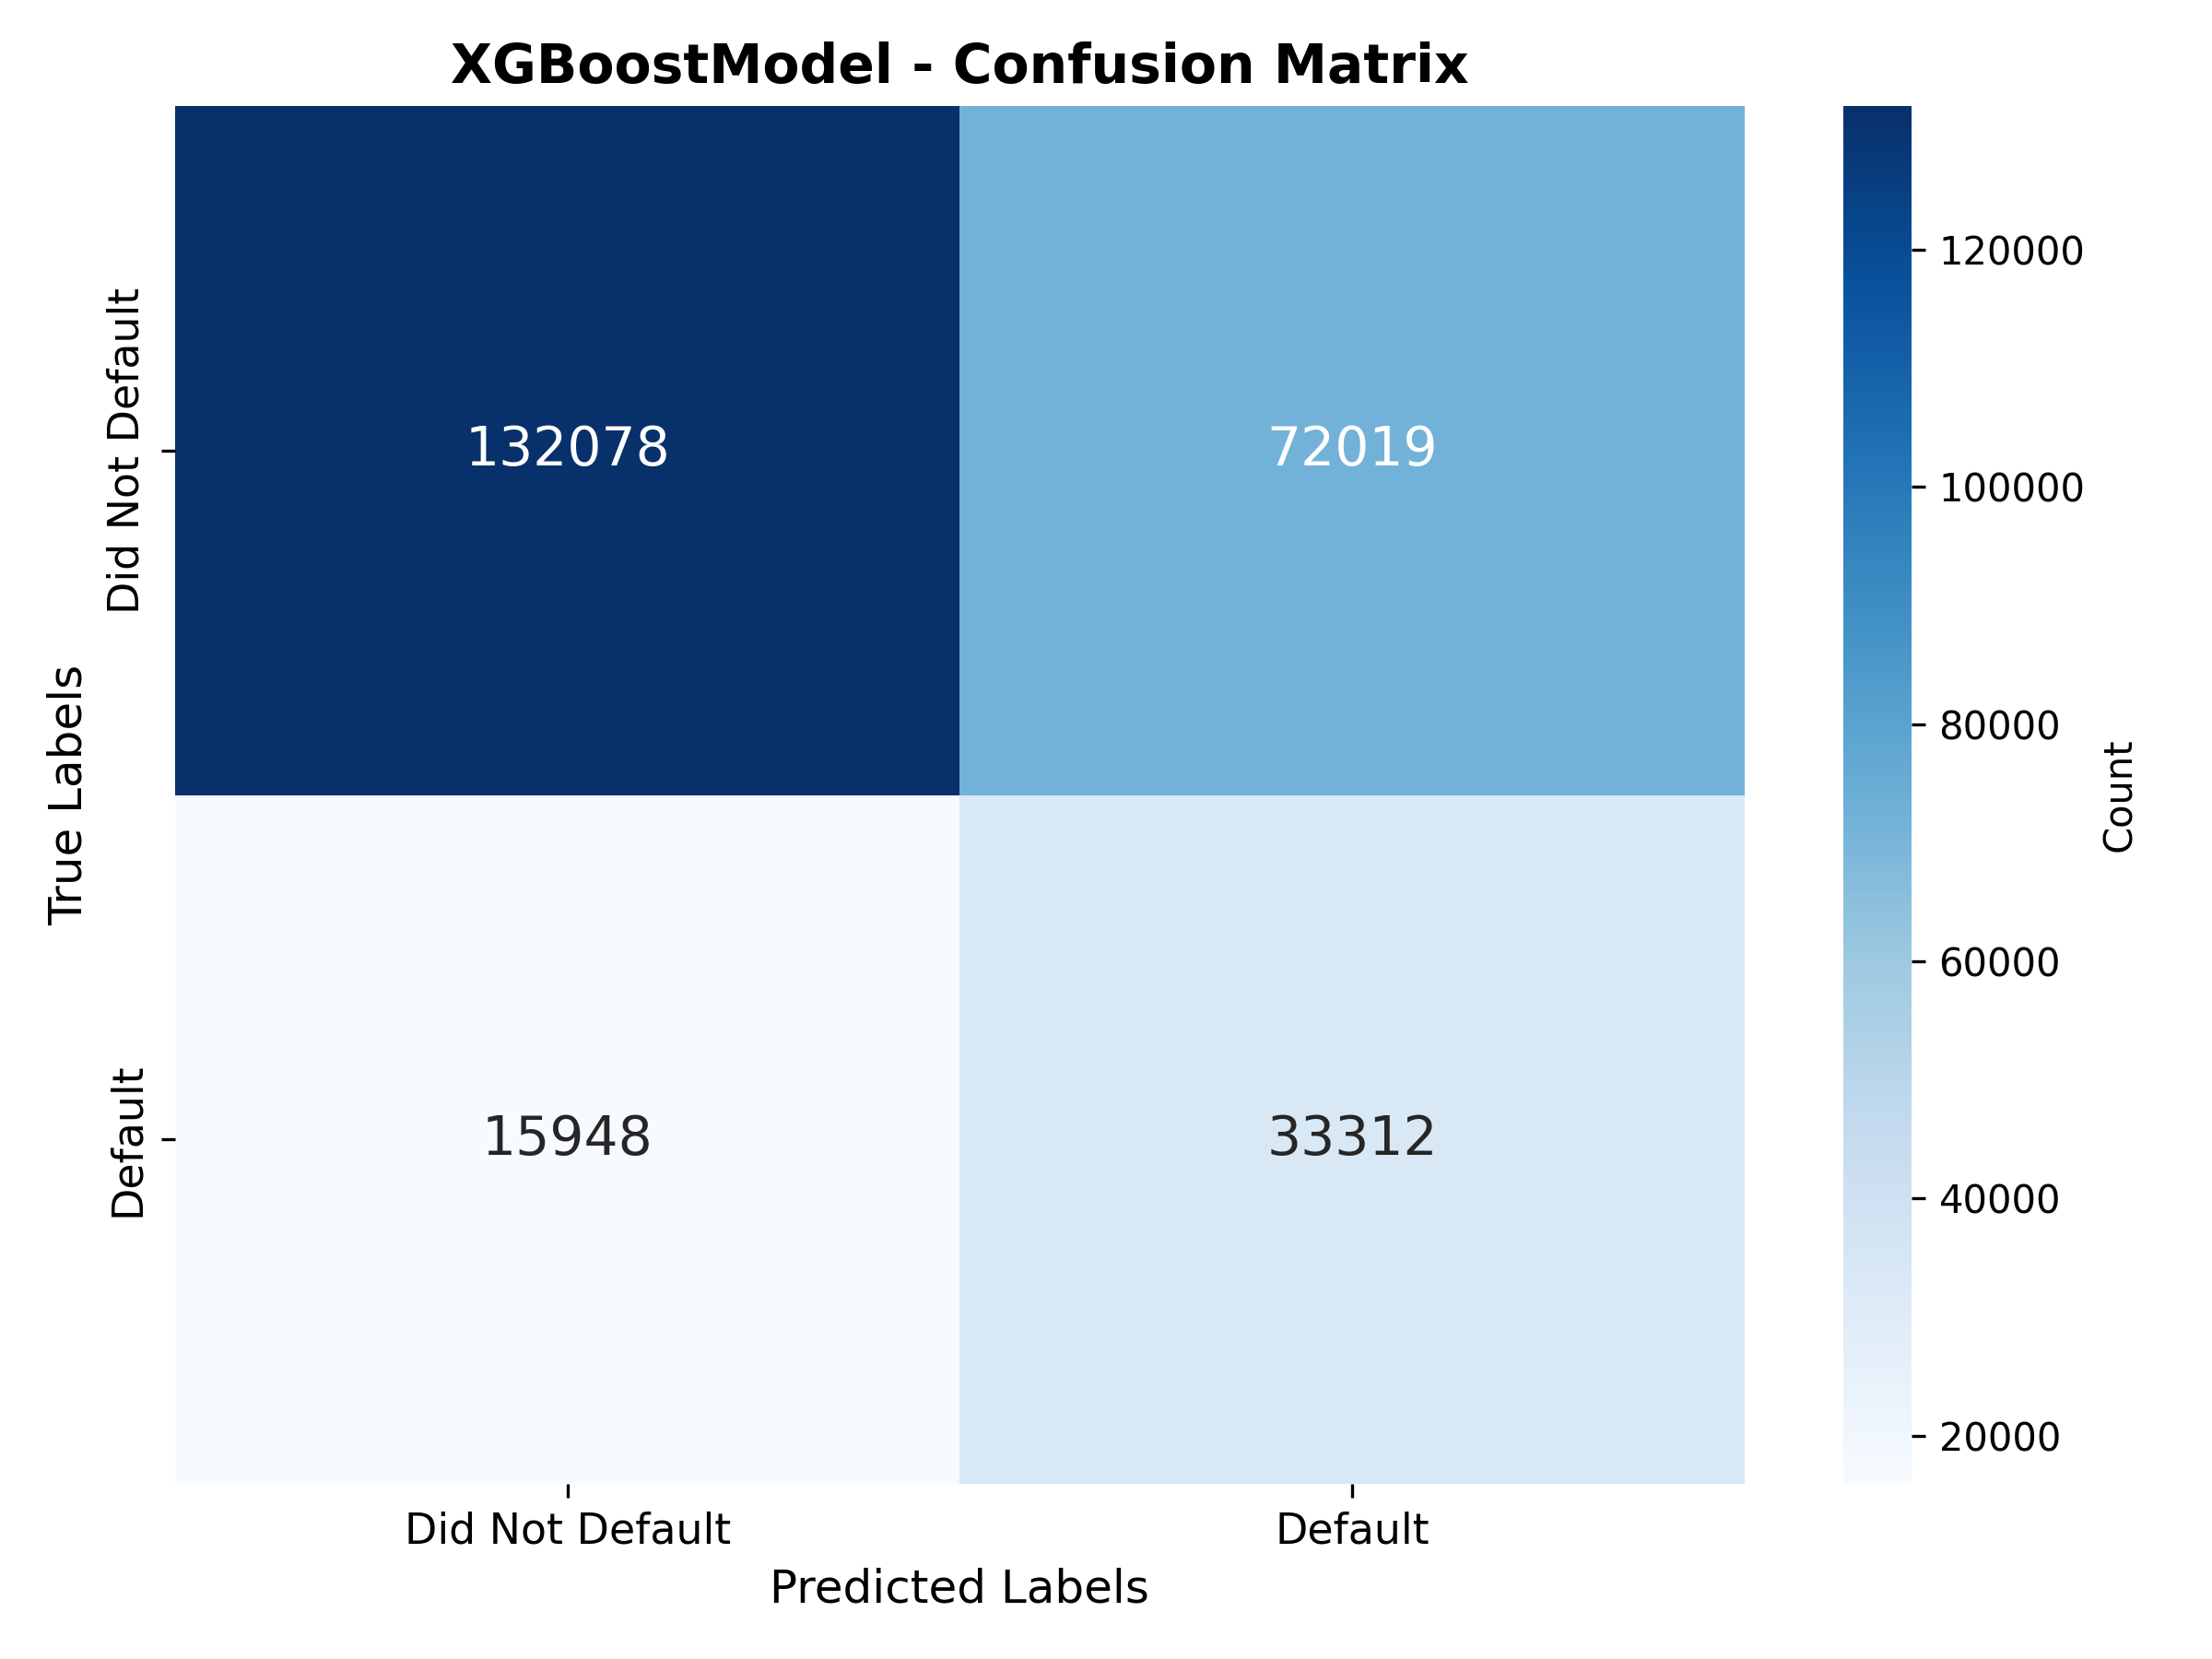 XGBoostModel - Confusion Matrix
True Labels
Did Not Default
Default
132078
72019
15948
33312
Did Not Default
Default
Predicted Labels
120000
100000
80000
60000
40000
20000
Count